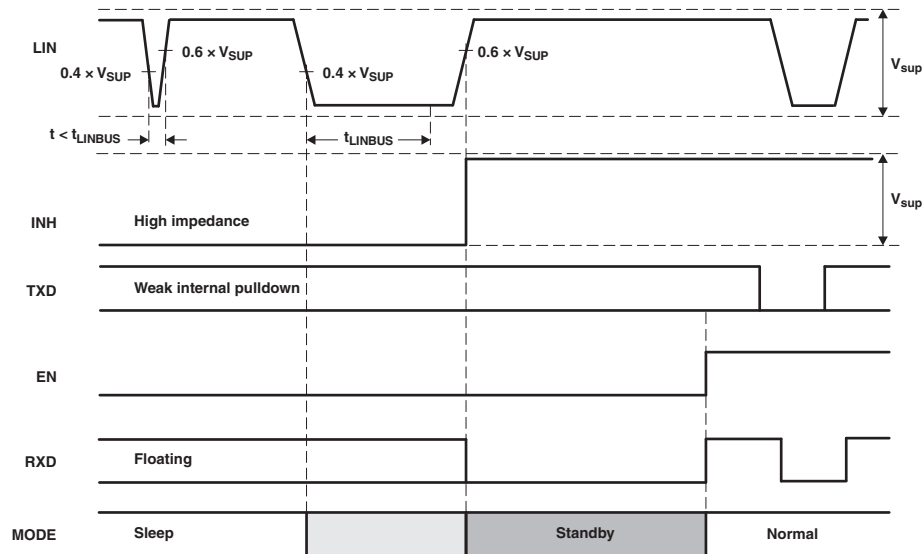 LIN
0.4 × VSUP
0.6 × VSUP
0.4 × VSUP
0.6 × VSUP
Vsup
t < tLINBUS
tLINBUS
INH
High impedance
Vsup
TXD
Weak internal pulldown
EN
RXD
Floating
MODE
Sleep
Standby
Normal